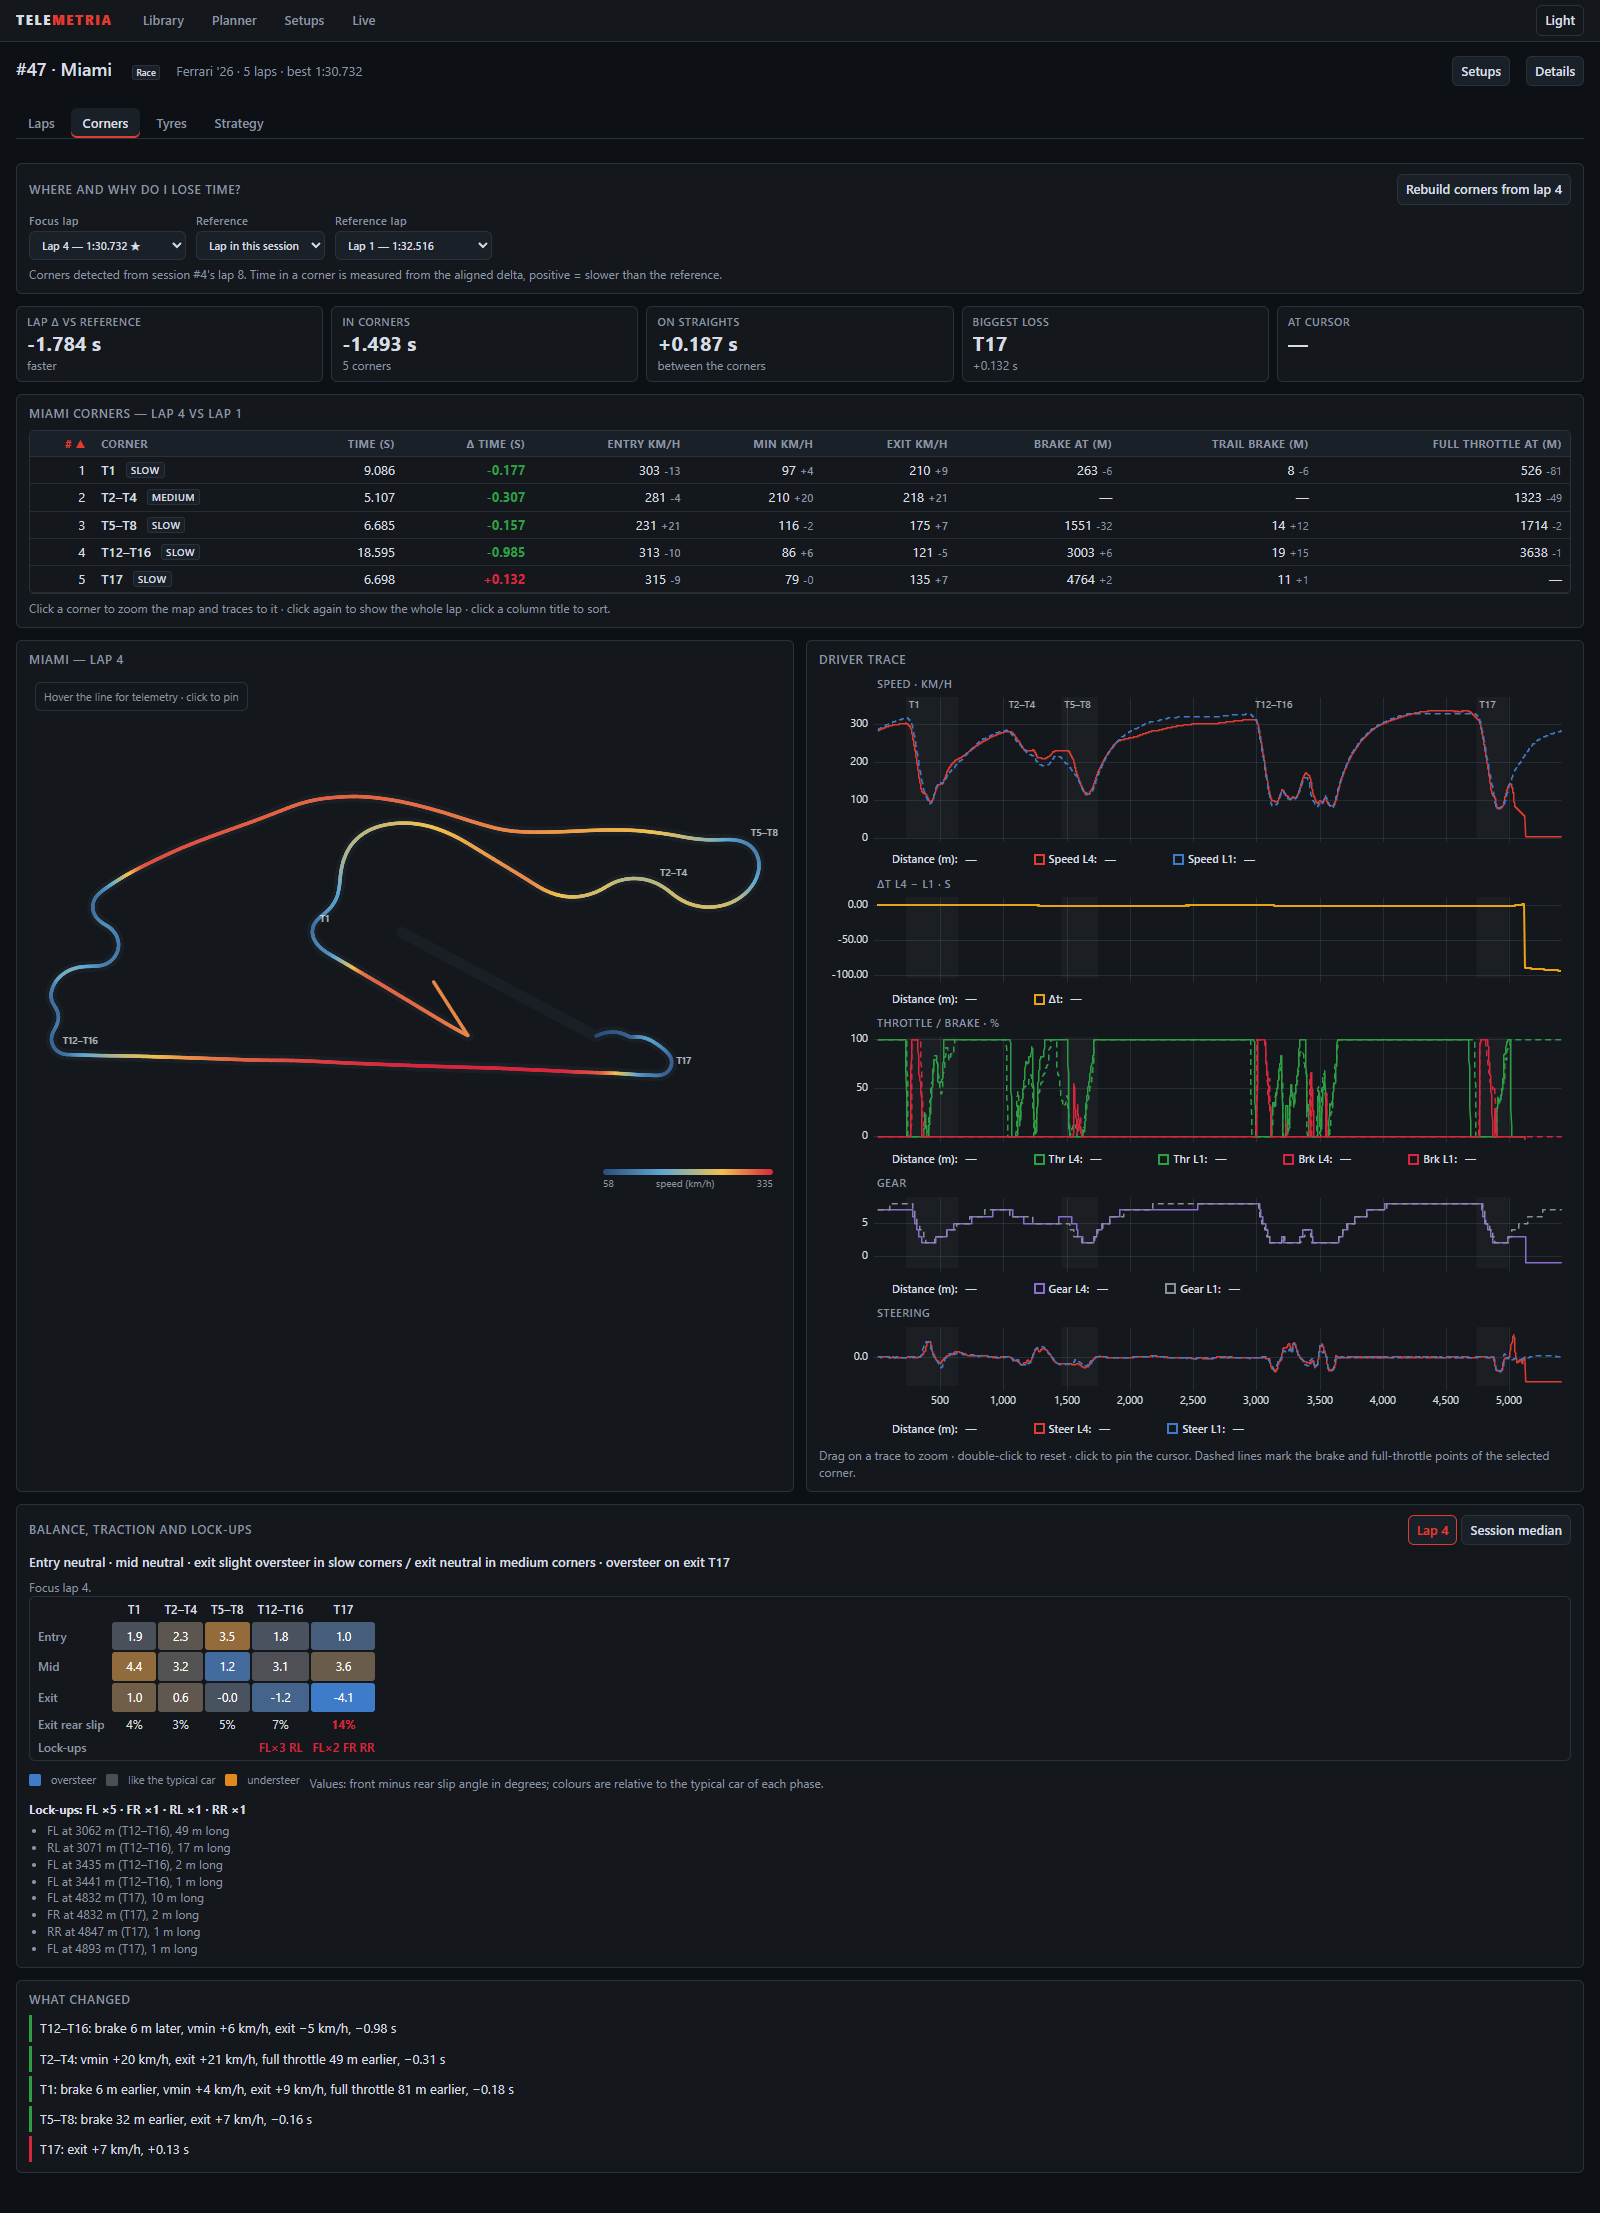 TELEMETRIA Library Planner Setups Live Light
#47 · Miami Race Ferrari '26 · 5 laps · best 1:30.732 Setups Details
Laps Corners Tyres Strategy
WHERE AND WHY DO I LOSE TIME? Rebuild corners from lap 4
Focus lap Reference Reference lap
Lap 4 — 1:30.732 ★ Lap in this session Lap 1 — 1:32.516
Corners detected from session #4's lap 8. Time in a corner is measured from the aligned delta, positive = slower than the reference.
LAP Δ VS REFERENCE IN CORNERS ON STRAIGHTS BIGGEST LOSS AT CURSOR
-1.784 s -1.493 s +0.187 s T17 —
faster 5 corners between the corners +0.132 s
MIAMI CORNERS — LAP 4 VS LAP 1
# ▲ CORNER TIME (S) Δ TIME (S) ENTRY KM/H MIN KM/H EXIT KM/H BRAKE AT (M) TRAIL BRAKE (M) FULL THROTTLE AT (M)
1 T1 SLOW 9.086 -0.177 303 -13 97 +4 210 +9 263 -6 8 -6 526 -81
2 T2–T4 MEDIUM 5.107 -0.307 281 -4 210 +20 218 +21 — — 1323 -49
3 T5–T8 SLOW 6.685 -0.157 231 +21 116 -2 175 +7 1551 -32 14 +12 1714 -2
4 T12–T16 SLOW 18.595 -0.985 313 -10 86 +6 121 -5 3003 +6 19 +15 3638 -1
5 T17 SLOW 6.698 +0.132 315 -9 79 -0 135 +7 4764 +2 11 +1 —
Click a corner to zoom the map and traces to it · click again to show the whole lap · click a column title to sort.
MIAMI — LAP 4
Hover the line for telemetry · click to pin
T5–T8
T2–T4
T1
T12–T16
T17
58 speed (km/h) 335
DRIVER TRACE
SPEED · KM/H
T1 T2–T4 T5–T8 T12–T16 T17
300
200
100
0
Distance (m): — Speed L4: — Speed L1: —
ΔT L4 − L1 · S
0.00
-50.00
-100.00
Distance (m): — Δt: —
THROTTLE / BRAKE · %
100
50
0
Distance (m): — Thr L4: — Thr L1: — Brk L4: — Brk L1: —
GEAR
5
0
Distance (m): — Gear L4: — Gear L1: —
STEERING
0.0
500 1,000 1,500 2,000 2,500 3,000 3,500 4,000 4,500 5,000
Distance (m): — Steer L4: — Steer L1: —
Drag on a trace to zoom · double-click to reset · click to pin the cursor. Dashed lines mark the brake and full-throttle points of the selected
corner.
BALANCE, TRACTION AND LOCK-UPS Lap 4 Session median
Entry neutral · mid neutral · exit slight oversteer in slow corners / exit neutral in medium corners · oversteer on exit T17
Focus lap 4.
T1 T2–T4 T5–T8 T12–T16 T17
Entry 1.9 2.3 3.5 1.8 1.0
Mid 4.4 3.2 1.2 3.1 3.6
Exit 1.0 0.6 -0.0 -1.2 -4.1
Exit rear slip 4% 3% 5% 7% 14%
Lock-ups FL×3 RL FL×2 FR RR
oversteer like the typical car understeer Values: front minus rear slip angle in degrees; colours are relative to the typical car of each phase.
Lock-ups: FL ×5 · FR ×1 · RL ×1 · RR ×1
• FL at 3062 m (T12–T16), 49 m long
• RL at 3071 m (T12–T16), 17 m long
• FL at 3435 m (T12–T16), 2 m long
• FL at 3441 m (T12–T16), 1 m long
• FL at 4832 m (T17), 10 m long
• FR at 4832 m (T17), 2 m long
• RR at 4847 m (T17), 1 m long
• FL at 4893 m (T17), 1 m long
WHAT CHANGED
T12–T16: brake 6 m later, vmin +6 km/h, exit −5 km/h, −0.98 s
T2–T4: vmin +20 km/h, exit +21 km/h, full throttle 49 m earlier, −0.31 s
T1: brake 6 m earlier, vmin +4 km/h, exit +9 km/h, full throttle 81 m earlier, −0.18 s
T5–T8: brake 32 m earlier, exit +7 km/h, −0.16 s
T17: exit +7 km/h, +0.13 s